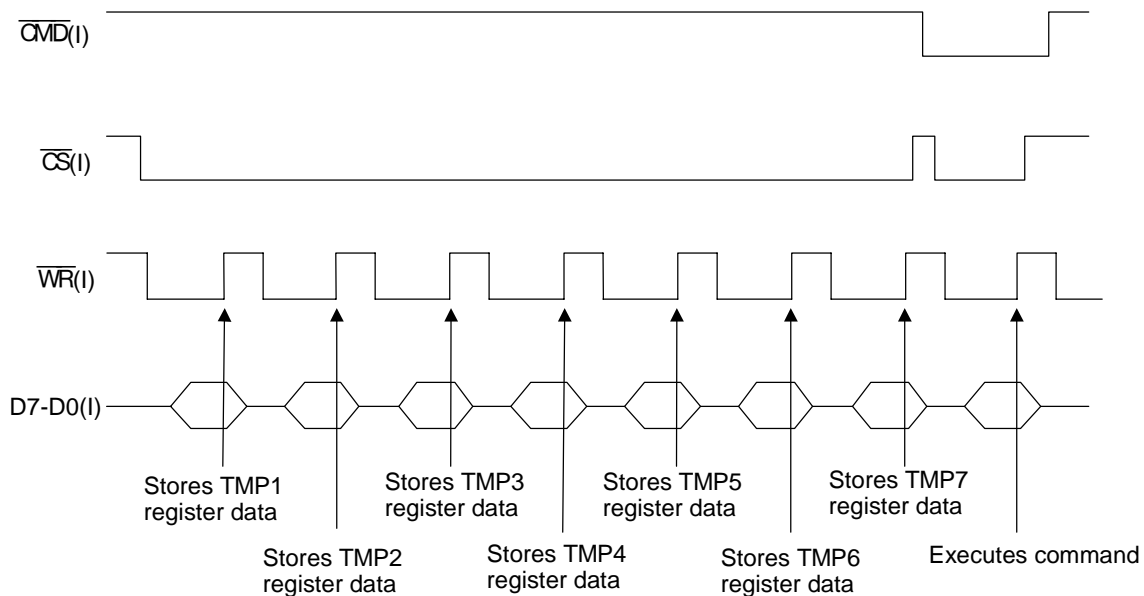 CMD(I)
CS(I)
WR(I)
D7-D0(I)
Stores TMP1
register data
Stores TMP3
register data
Stores TMP5
register data
Stores TMP7
register data
Stores TMP2
register data
Stores TMP4
register data
Stores TMP6
register data
Executes command